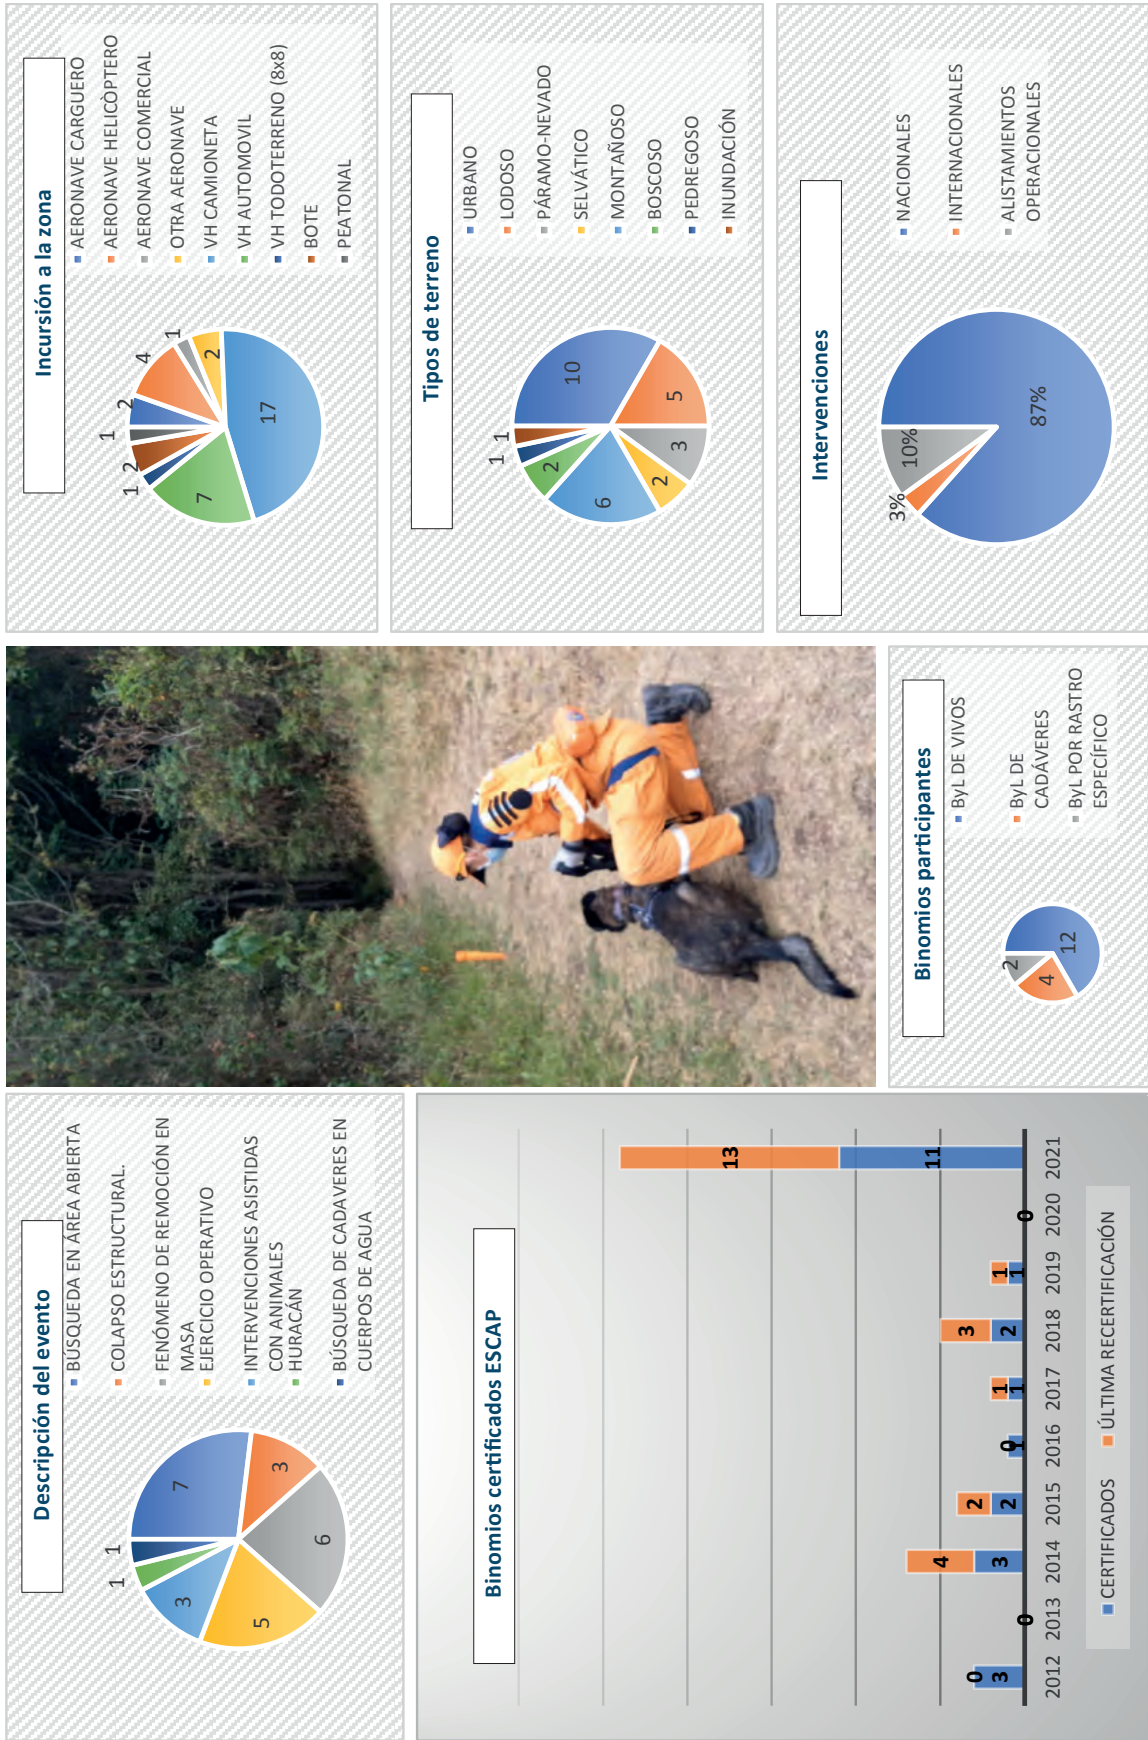 Descripción del evento
7
3
6
5
3
1
1
BÚSQUEDA EN ÁREA ABIERTA
COLAPSO ESTRUCTURAL.
FENÓMENO DE REMOCIÓN EN
MASA
EJERCICIO OPERATIVO
INTERVENCIONES ASISTIDAS
CON ANIMALES
HURACÁN
BÚSQUEDA DE CADAVERES EN
CUERPOS DE AGUA
Incursión a la zona
2
4
1
2
17
7
1
2
1
AERONAVE CARGUERO
AERONAVE HELICÒPTERO
AERONAVE COMERCIAL
OTRA AERONAVE
VH CAMIONETA
VH AUTOMOVIL
VH TODOTERRENO (8x8)
BOTE
PEATONAL
Tipos de terreno
10
5
3
2
6
2
1
1
URBANO
LODOSO
PÁRAMO-NEVADO
SELVÁTICO
MONTAÑOSO
BOSCOSO
PEDREGOSO
INUNDACIÓN
Binomios certificados ESCAP
0 0 4 2 0 1 3 1 0 13
3 3 2 1 1 2 1 11
2012 2013 2014 2015 2016 2017 2018 2019 2020 2021
CERTIFICADOS ÚLTIMA RECERTIFICACIÓN
Binomios participantes
12
4
2
ByL DE VIVOS
ByL DE
CADÁVERES
ByL POR RASTRO
ESPECÍFICO
Intervenciones
87%
3%
10%
NACIONALES
INTERNACIONALES
ALISTAMIENTOS
OPERACIONALES